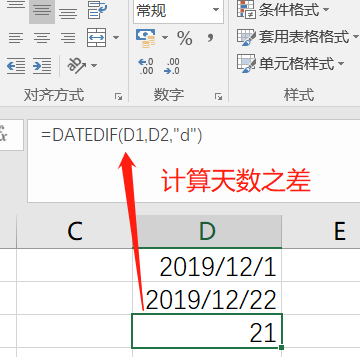 常规
条件格式
套用表格格式
单元格样式
% ,
.0 .00
.00 .0
对齐方式
数字
样式
=DATEDIF(D1,D2,"d")
计算天数之差
C D E
2019/12/1
2019/12/22
21